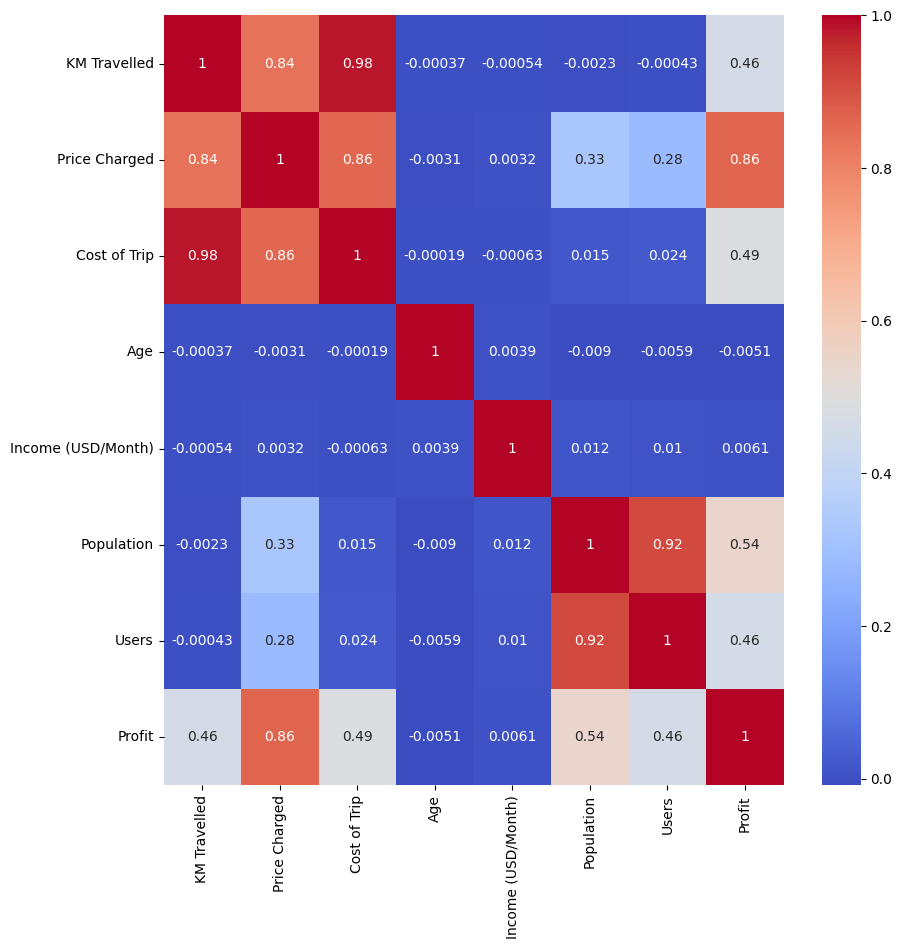 KM Travelled 1 0.84 0.98 -0.00037 -0.00054 -0.0023 -0.00043 0.46
Price Charged 0.84 1 0.86 -0.0031 0.0032 0.33 0.28 0.86
Cost of Trip 0.98 0.86 1 -0.00019 -0.00063 0.015 0.024 0.49
Age -0.00037 -0.0031 -0.00019 1 0.0039 -0.009 -0.0059 -0.0051
Income (USD/Month) -0.00054 0.0032 -0.00063 0.0039 1 0.012 0.01 0.0061
Population -0.0023 0.33 0.015 -0.009 0.012 1 0.92 0.54
Users -0.00043 0.28 0.024 -0.0059 0.01 0.92 1 0.46
Profit 0.46 0.86 0.49 -0.0051 0.0061 0.54 0.46 1
KM Travelled
Price Charged
Cost of Trip
Age
Income (USD/Month)
Population
Users
Profit
1.0
0.8
0.6
0.4
0.2
0.0